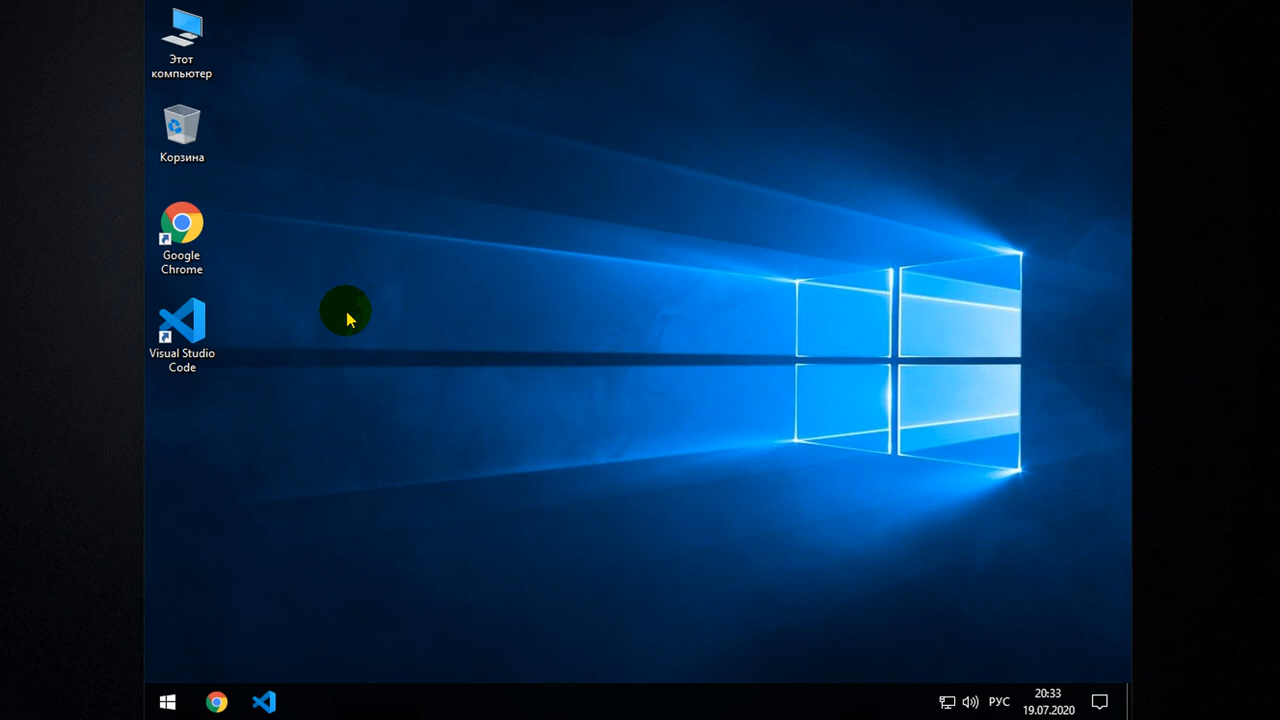 Этот
компьютер
Корзина
Google
Chrome
Visual Studio
Code
РУС
20:33
19.07.2020